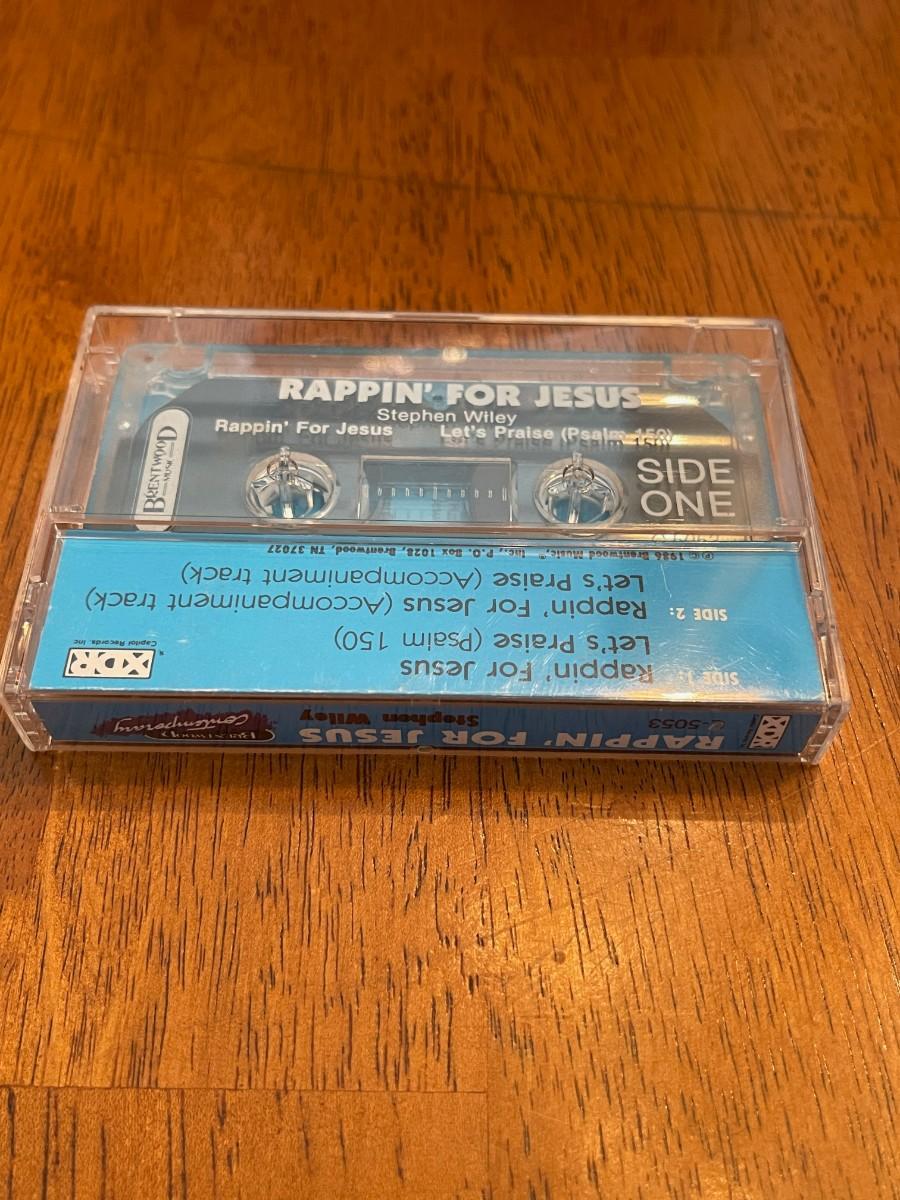 RAPPIN' FOR JESUS
Stephen Wiley
Rappin' For Jesus Let's Praise (Psalm 150)
BRENTWOOD
MUSIC
SIDE
ONE
℗© 1986 Brentwood Music, Inc., P.O. Box 1028, Brentwood, TN 37027
SIDE 1: Rappin' For Jesus
Let's Praise (Psalm 150)
SIDE 2: Rappin' For Jesus (Accompaniment track)
Let's Praise (Accompaniment track)
XDR
Capitol Records, Inc.
XDR
C-5053
RAPPIN' FOR JESUS
Stephen Wiley
Brentwood
Contemporary